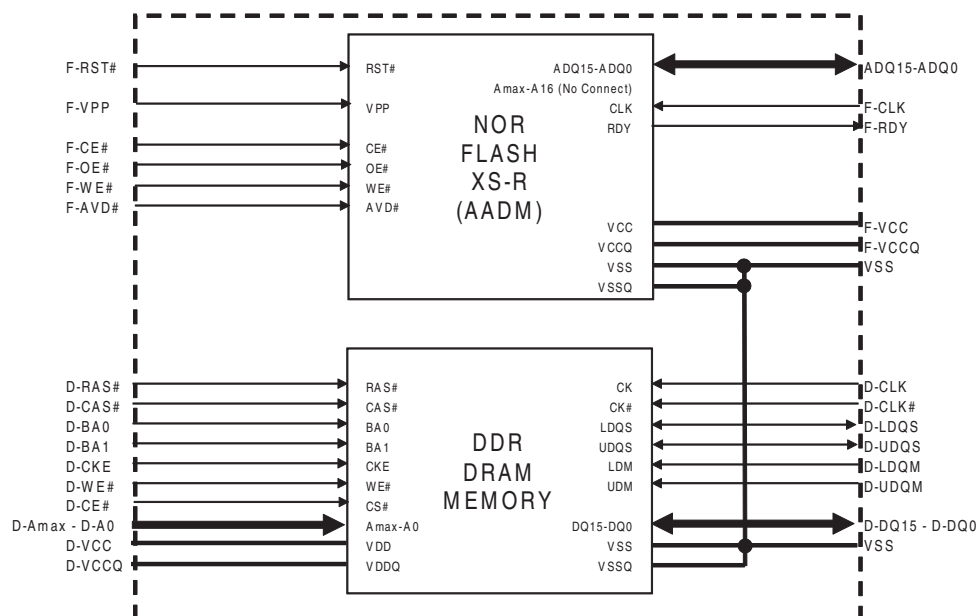 F-RST#
F-VPP
F-CE#
F-OE#
F-WE#
F-AVD#
RST#
VPP
CE#
OE#
WE#
AVD#
NOR
FLASH
XS-R
(AADM)
ADQ15-ADQ0
Amax-A16 (No Connect)
CLK
RDY
VCC
VCCQ
VSS
VSSQ
ADQ15-ADQ0
F-CLK
F-RDY
F-VCC
F-VCCQ
VSS
D-RAS#
D-CAS#
D-BA0
D-BA1
D-CKE
D-WE#
D-CE#
D-Amax - D-A0
D-VCC
D-VCCQ
RAS#
CAS#
BA0
BA1
CKE
WE#
CS#
Amax-A0
VDD
VDDQ
DDR
DRAM
MEMORY
CK
CK#
LDQS
UDQS
LDM
UDM
DQ15-DQ0
VSS
VSSQ
D-CLK
D-CLK#
D-LDQS
D-UDQS
D-LDQM
D-UDQM
D-DQ15 - D-DQ0
VSS